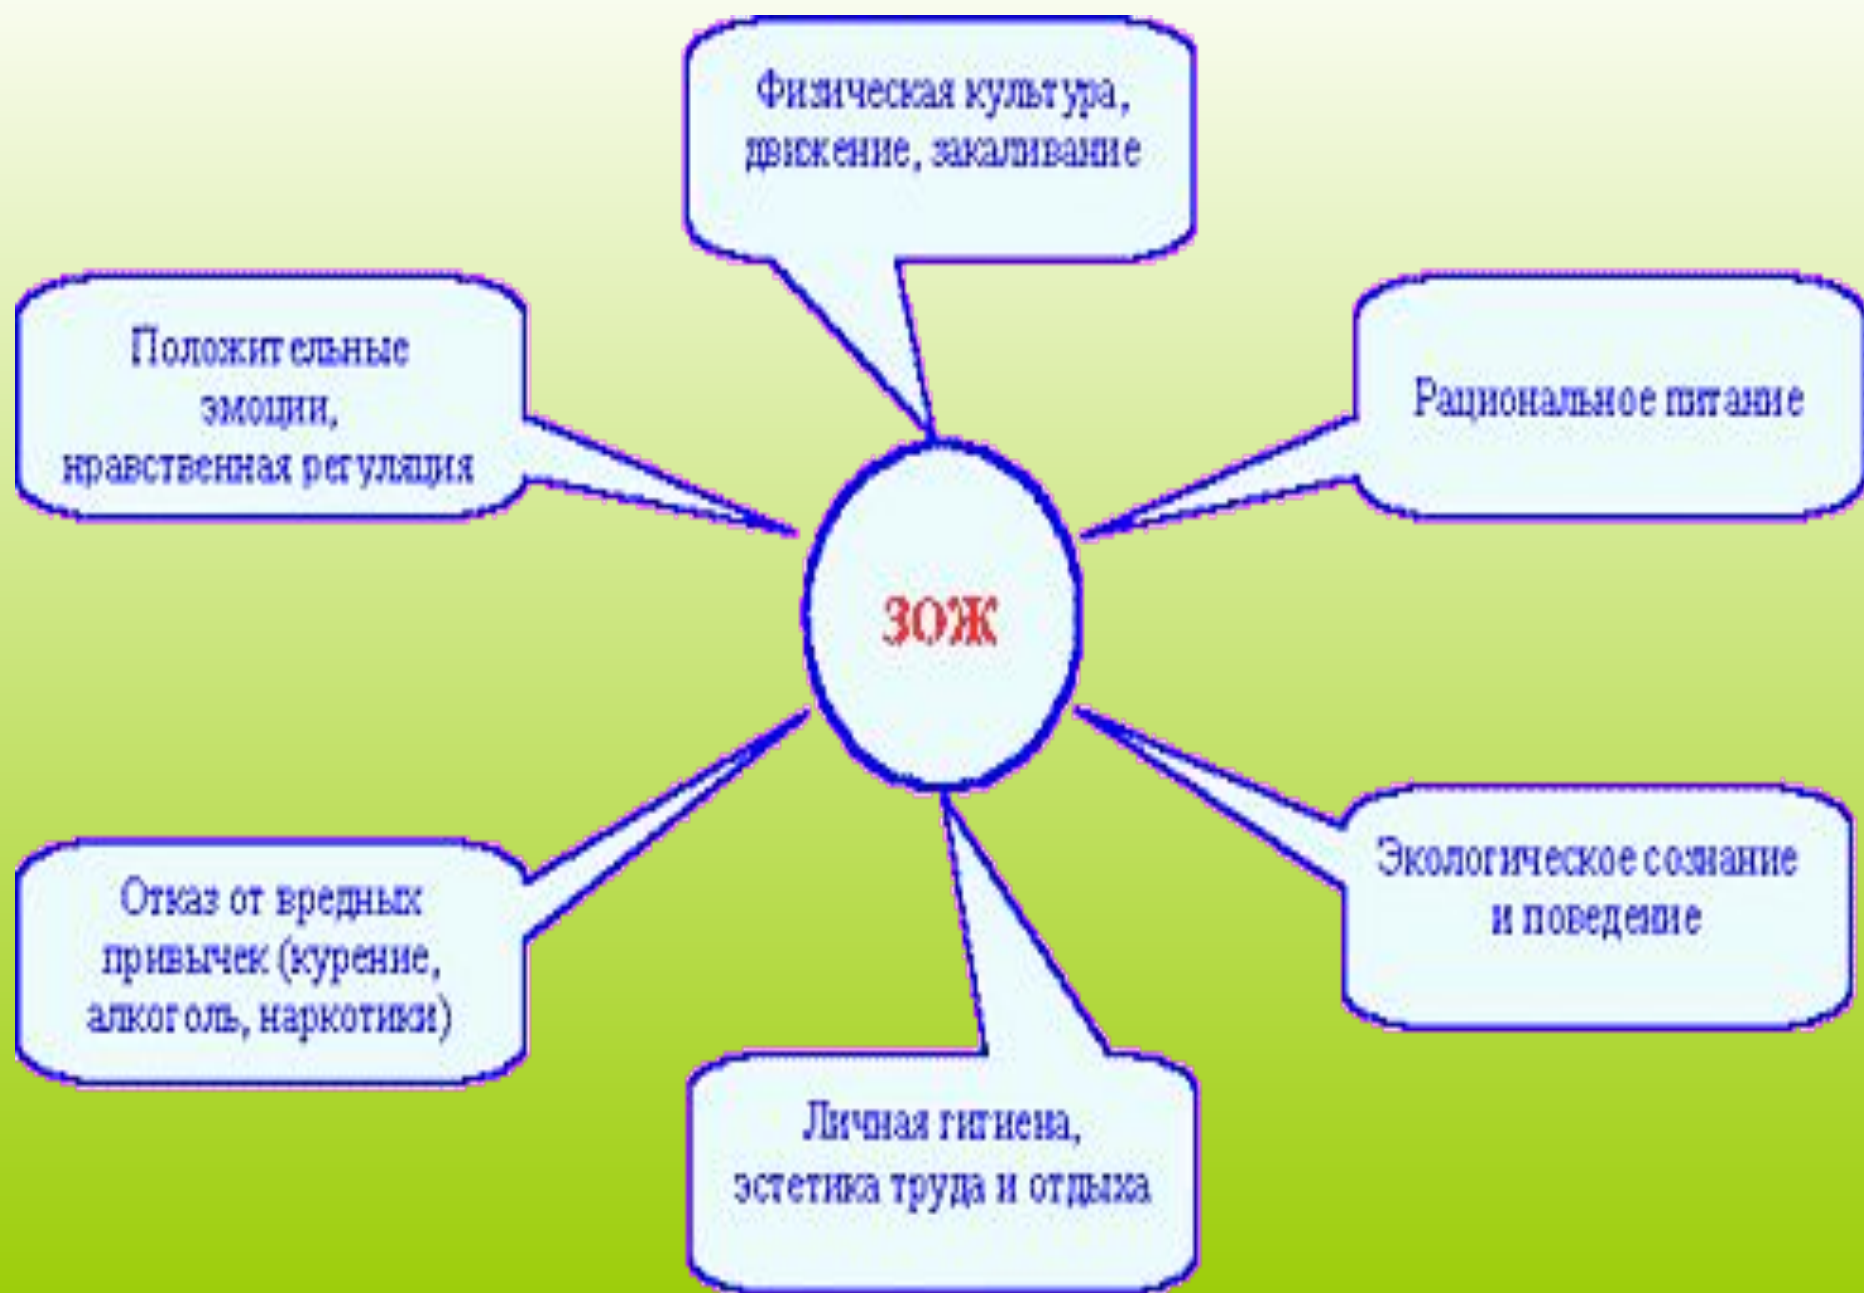 Физическая культура,
движение, закаливание
Положительные
эмоции,
нравственная регуляция
Рациональное питание
ЗОЖ
Отказ от вредных
привычек (курение,
алкоголь, наркотики)
Экологическое сознание
и поведение
Личная гигиена,
эстетика труда и отдыха